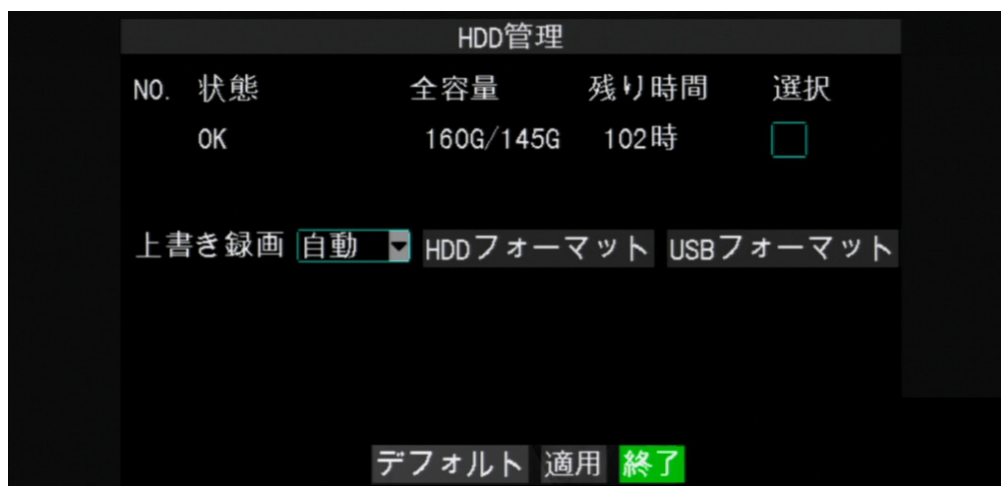 HDD管理
NO. 状態 全容量 残り時間 選択
OK 160G/145G 102時
上書き録画 自動 HDDフォーマット USBフォーマット
デフォルト 適用 終了